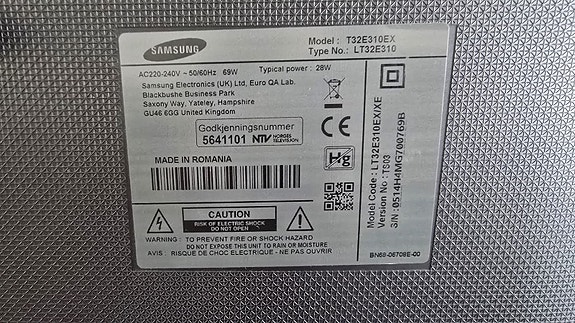 SAMSUNG
Model : T32E310EX
Type No.: LT32E310
AC220-240V ~ 50/60Hz 69W Typical power : 28W
Samsung Electronics (UK) Ltd, Euro QA Lab.
Blackbushe Business Park
Saxony Way, Yateley, Hampshire
GU46 6GG United Kingdom
Godkjenningsnummer
5641101 NTV NORGES TELEVISION
MADE IN ROMANIA
Hg
CAUTION
RISK OF ELECTRIC SHOCK
DO NOT OPEN
WARNING : TO PREVENT FIRE OR SHOCK HAZARD
DO NOT EXPOSE THIS UNIT TO RAIN OR MOISTURE
AVIS : RISQUE DE CHOC ELECTRIQUE - NE PAS OUVRIR
CE
Model Code : LT32E310EX/XE
Version No : TS03
S/N : 0514H4MG700769B
BN68-06708E-00